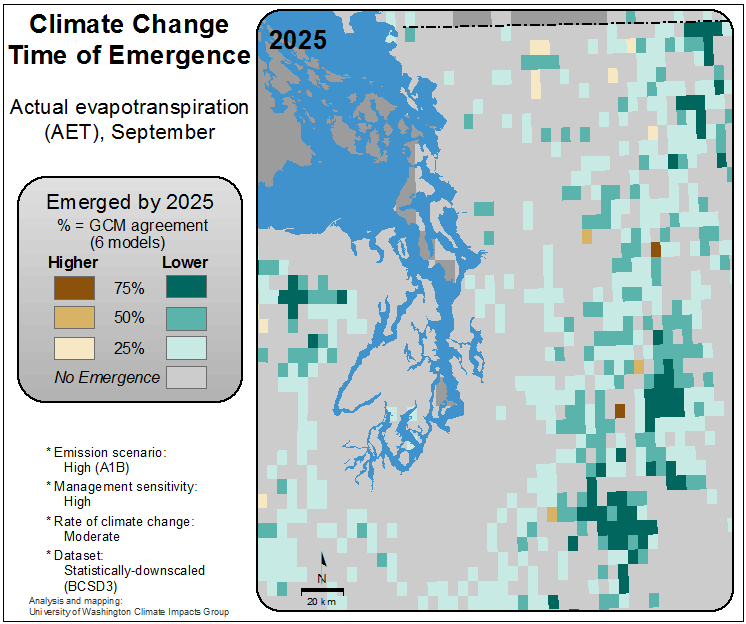 Climate Change
Time of Emergence
Actual evapotranspiration
(AET), September
Emerged by 2025
% = GCM agreement
(6 models)
Higher Lower
75%
50%
25%
No Emergence
* Emission scenario:
High (A1B)
* Management sensitivity:
High
* Rate of climate change:
Moderate
* Dataset:
Statistically-downscaled
(BCSD3)
Analysis and mapping:
University of Washington Climate Impacts Group
2025
N
20 km